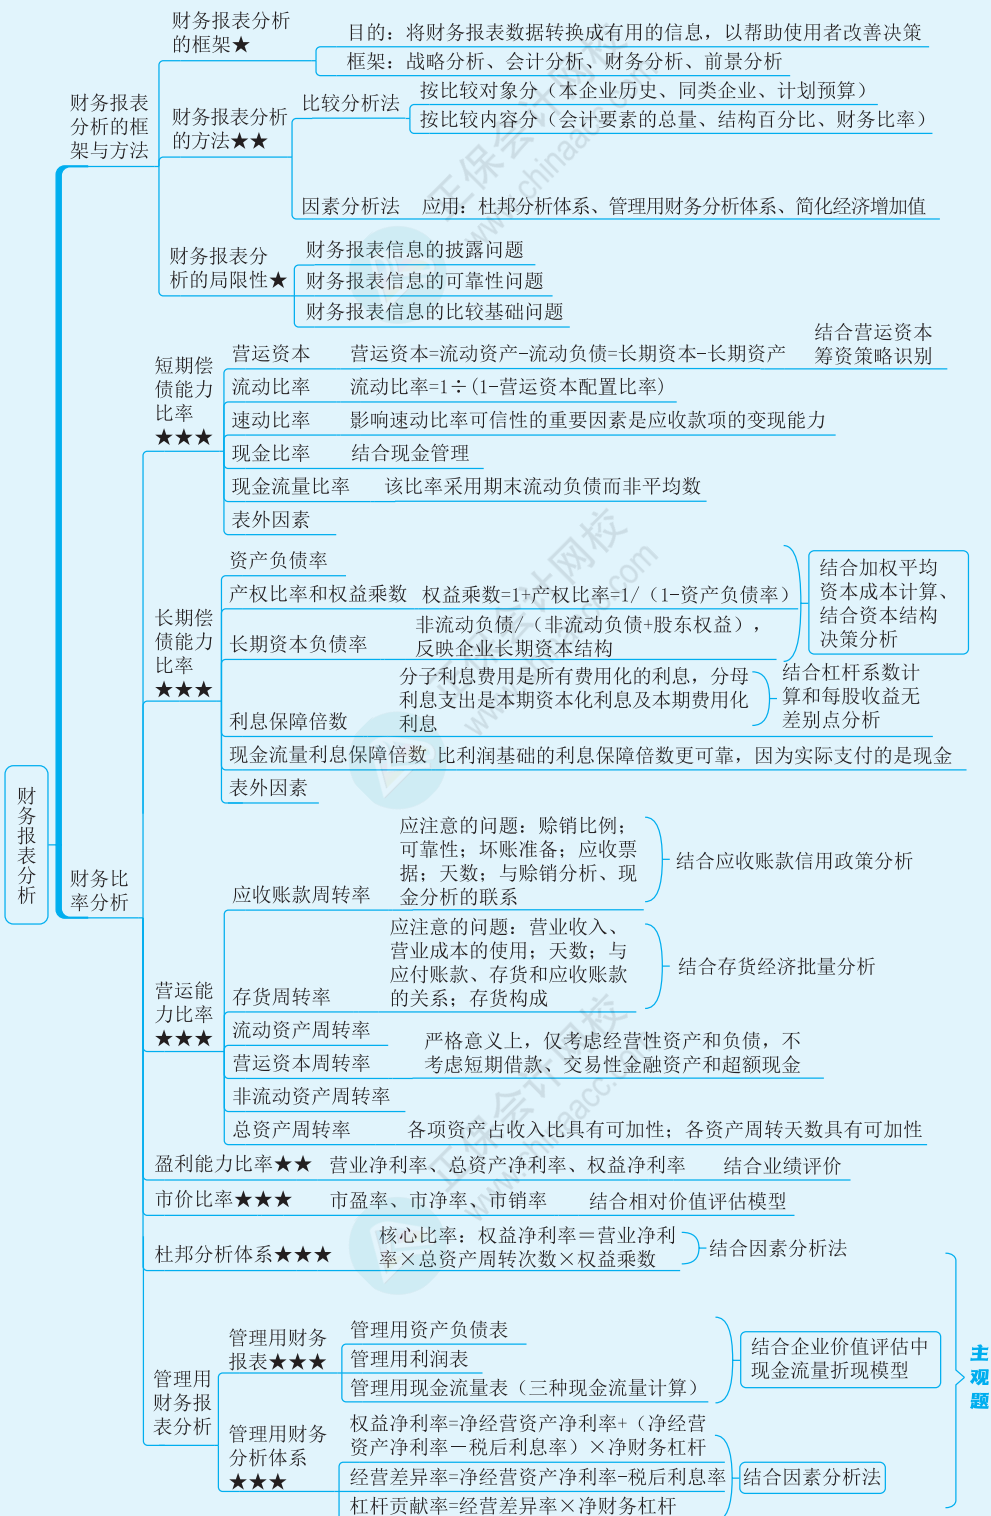 财务报表分析
的框架★
目的：将财务报表数据转换成有用的信息，以帮助使用者改善决策
框架：战略分析、会计分析、财务分析、前景分析
财务报表
分析的框
架与方法
财务报表分析
的方法★★
比较分析法
按比较对象分（本企业历史、同类企业、计划预算）
按比较内容分（会计要素的总量、结构百分比、财务比率）
因素分析法 应用：杜邦分析体系、管理用财务分析体系、简化经济增加值
财务报表分
析的局限性★
财务报表信息的披露问题
财务报表信息的可靠性问题
财务报表信息的比较基础问题
短期偿
债能力
比率
★★★
营运资本 营运资本=流动资产-流动负债=长期资本-长期资产
结合营运资本
筹资策略识别
流动比率 流动比率=1÷(1-营运资本配置比率)
速动比率 影响速动比率可信性的重要因素是应收款项的变现能力
现金比率 结合现金管理
现金流量比率 该比率采用期末流动负债而非平均数
表外因素
长期偿
债能力
比率
★★★
资产负债率
产权比率和权益乘数 权益乘数=1+产权比率=1/（1-资产负债率）
长期资本负债率
非流动负债/（非流动负债+股东权益），
反映企业长期资本结构
结合加权平均
资本成本计算、
结合资本结构
决策分析
利息保障倍数
分子利息费用是所有费用化的利息，分母
利息支出是本期资本化利息及本期费用化
利息
结合杠杆系数计
算和每股收益无
差别点分析
现金流量利息保障倍数 比利润基础的利息保障倍数更可靠，因为实际支付的是现金
表外因素
财务报表分析
财务比
率分析
营运能
力比率
★★★
应收账款周转率
应注意的问题：赊销比例；
可靠性；坏账准备；应收票
据；天数；与赊销分析、现
金分析的联系
结合应收账款信用政策分析
存货周转率
应注意的问题：营业收入、
营业成本的使用；天数；与
应付账款、存货和应收账款
的关系；存货构成
结合存货经济批量分析
流动资产周转率
营运资本周转率
严格意义上，仅考虑经营性资产和负债，不
考虑短期借款、交易性金融资产和超额现金
非流动资产周转率
总资产周转率 各项资产占收入比具有可加性；各资产周转天数具有可加性
盈利能力比率★★ 营业净利率、总资产净利率、权益净利率 结合业绩评价
市价比率★★★ 市盈率、市净率、市销率 结合相对价值评估模型
杜邦分析体系★★★
核心比率：权益净利率＝营业净利
率×总资产周转次数×权益乘数
结合因素分析法
管理用
财务报
表分析
管理用财务
报表★★★
管理用资产负债表
管理用利润表
管理用现金流量表（三种现金流量计算）
结合企业价值评估中
现金流量折现模型
管理用财务
分析体系
★★★
权益净利率=净经营资产净利率+（净经营
资产净利率－税后利息率）×净财务杠杆
经营差异率=净经营资产净利率-税后利息率
杠杆贡献率=经营差异率×净财务杠杆
结合因素分析法
主观题
正保会计网校
www.chinaacc.com
正保会计网校
www.chinaacc.com
正保会计网校
www.chinaacc.com